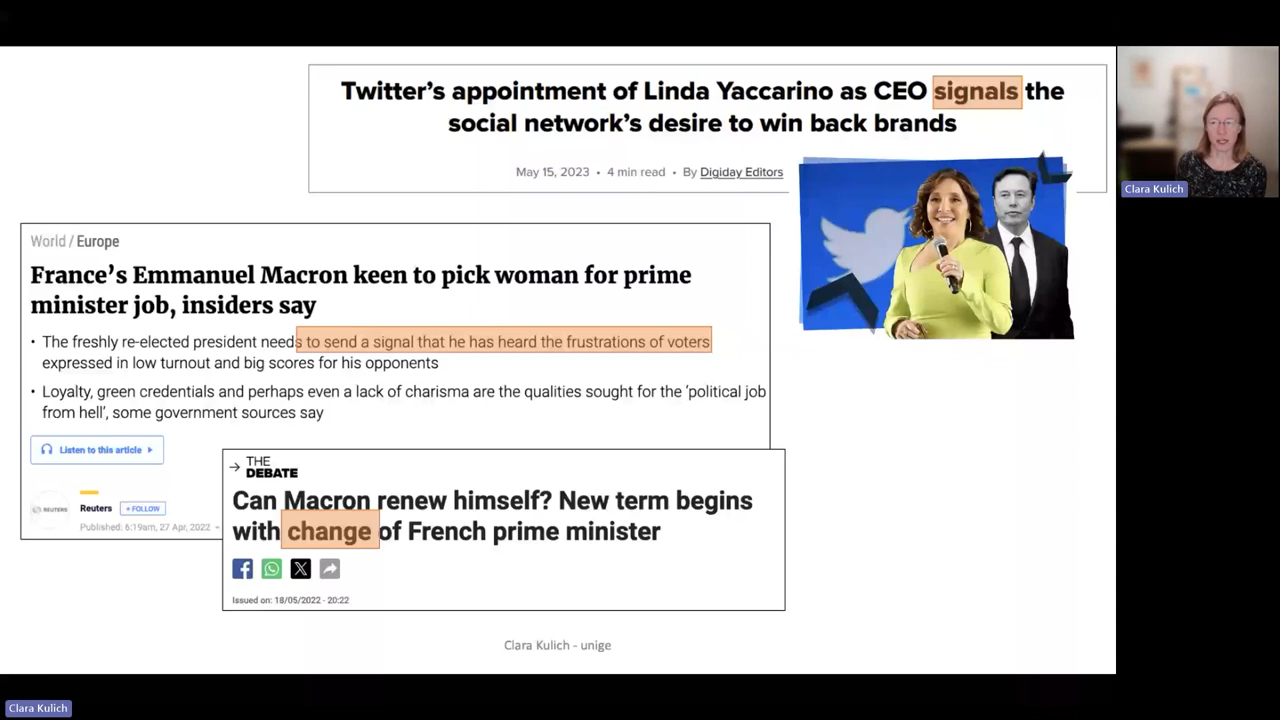 Twitter's appointment of Linda Yaccarino as CEO signals the
social network's desire to win back brands
May 15, 2023 • 4 min read • By Digiday Editors
Clara Kulich
World / Europe
France's Emmanuel Macron keen to pick woman for prime
minister job, insiders say
• The freshly re-elected president needs to send a signal that he has heard the frustrations of voters
expressed in low turnout and big scores for his opponents
• Loyalty, green credentials and perhaps even a lack of charisma are the qualities sought for the 'political job
from hell', some government sources say
Listen to this article
REUTERS
Reuters
+ FOLLOW
Published: 6:19am, 27 Apr, 2022
→ THE
DEBATE
Can Macron renew himself? New term begins
with change of French prime minister
Issued on: 18/05/2022 - 20:22
Clara Kulich - unige
Clara Kulich